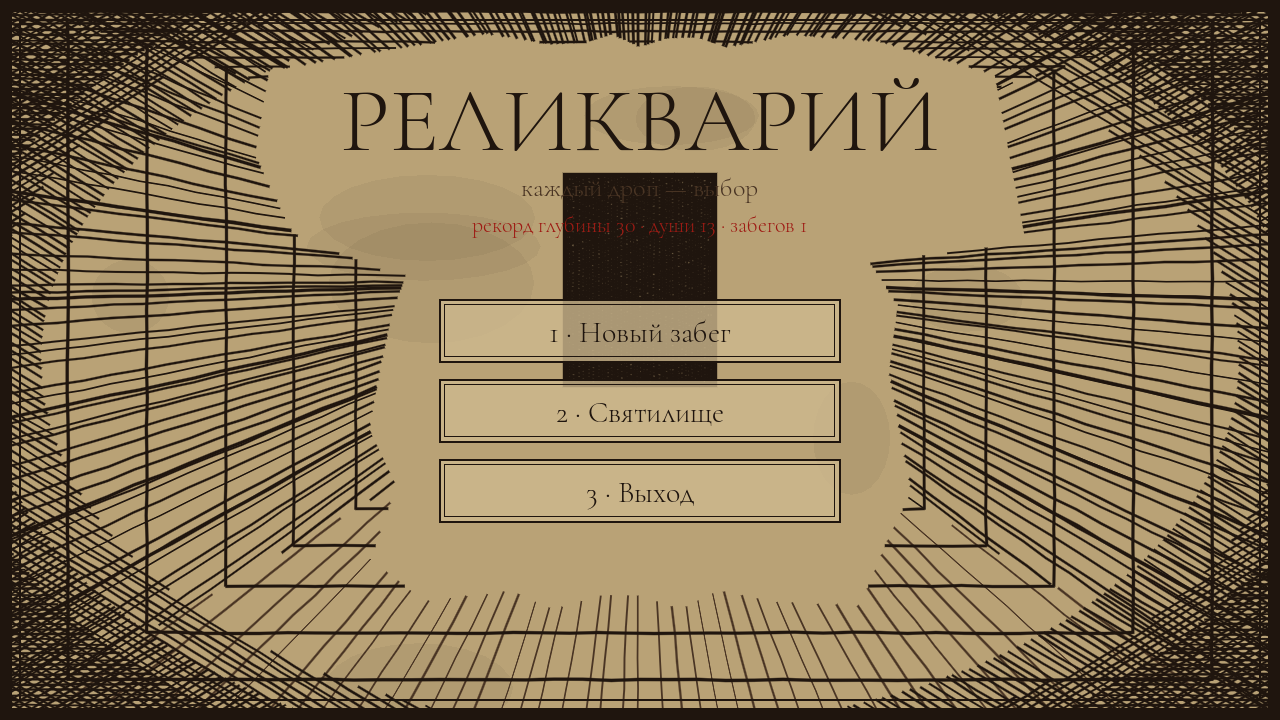 РЕЛИКВАРИЙ
каждый дроп — выбор
рекорд глубины 30 · души 13 · забегов 1
1 · Новый забег
2 · Святилище
3 · Выход